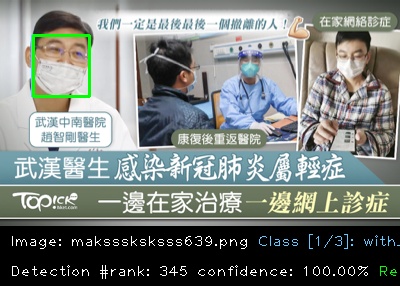 我們一定是最後最後一個撤離的人！
在家網絡診症
武漢中南醫院
趙智剛醫生
康復後重返醫院
武漢醫生 感染新冠肺炎屬輕症
TOPick
一邊在家治療 一邊網上診症
Image: maksssksksss639.png Class [1/3]: with_
Detection #rank: 345 confidence: 100.00% Re